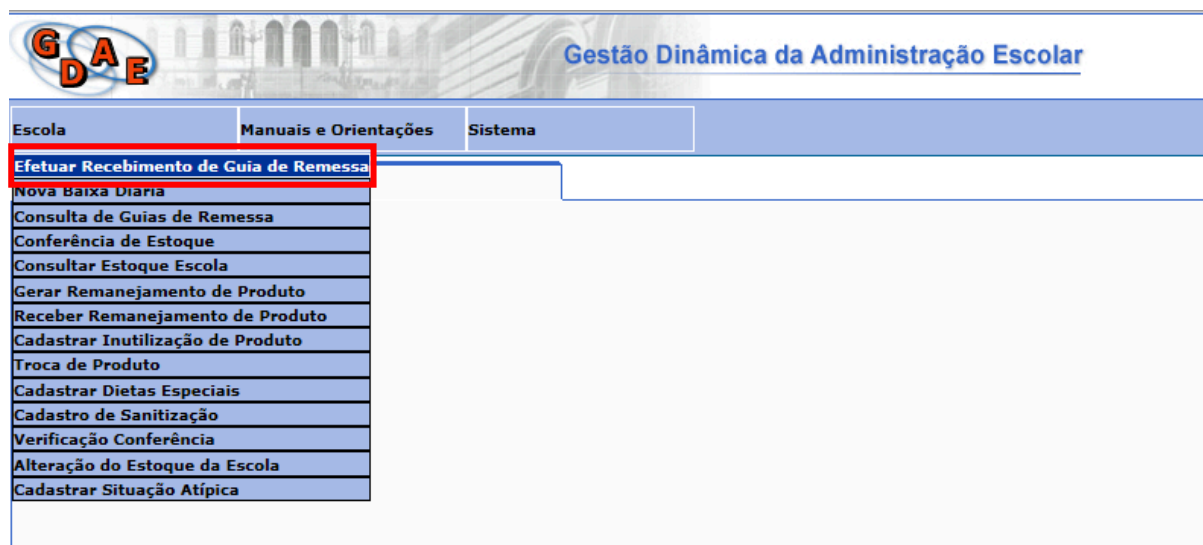 GDAE
Gestão Dinâmica da Administração Escolar
Escola Manuais e Orientações Sistema
Efetuar Recebimento de Guia de Remessa
Nova Baixa Diária
Consulta de Guias de Remessa
Conferência de Estoque
Consultar Estoque Escola
Gerar Remanejamento de Produto
Receber Remanejamento de Produto
Cadastrar Inutilização de Produto
Troca de Produto
Cadastrar Dietas Especiais
Cadastro de Sanitização
Verificação Conferência
Alteração do Estoque da Escola
Cadastrar Situação Atípica